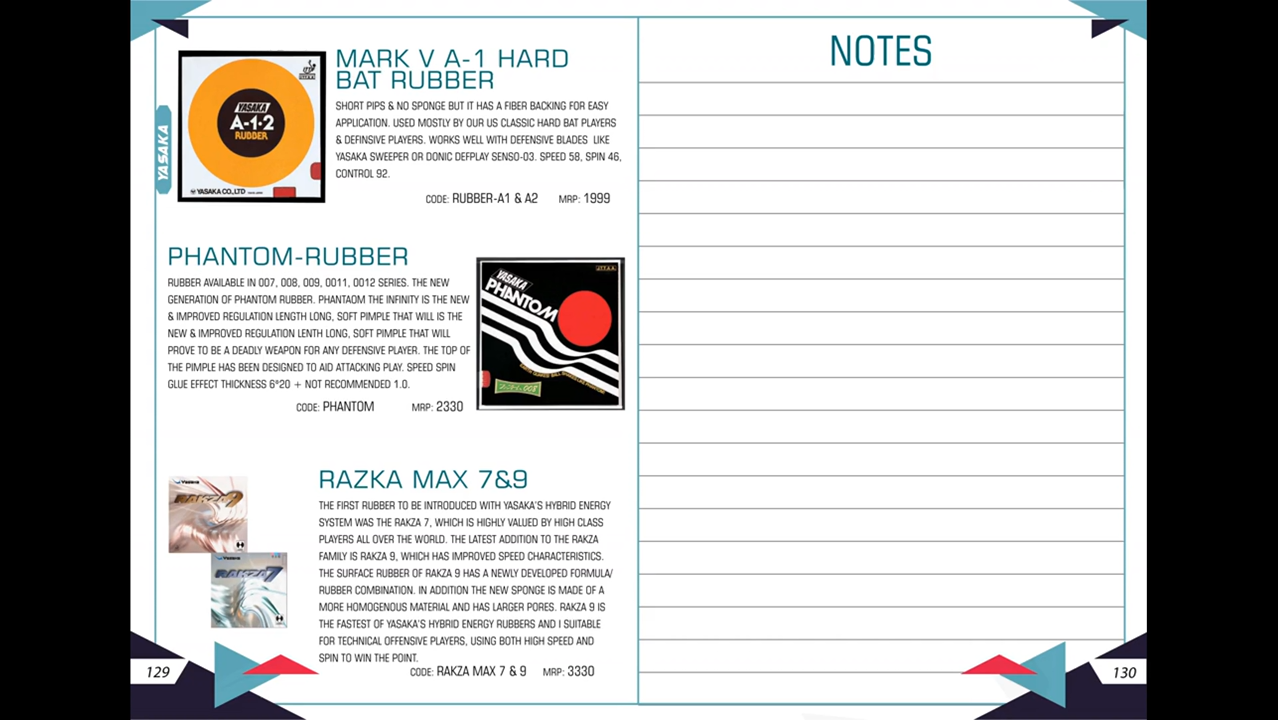 MARK V A-1 HARD
BAT RUBBER
SHORT PIPS & NO SPONGE BUT IT HAS A FIBER BACKING FOR EASY
APPLICATION. USED MOSTLY BY OUR US CLASSIC HARD BAT PLAYERS
& DEFINSIVE PLAYERS. WORKS WELL WITH DEFENSIVE BLADES LIKE
YASAKA SWEEPER OR DONIC DEFPLAY SENSO-03. SPEED 58, SPIN 46,
CONTROL 92.
CODE: RUBBER-A1 & A2 MRP: 1999
YASAKA
A-1·2
RUBBER
YASAKA CO.,LTD
YASAKA
PHANTOM-RUBBER
RUBBER AVAILABLE IN 007, 008, 009, 0011, 0012 SERIES. THE NEW
GENERATION OF PHANTOM RUBBER. PHANTAOM THE INFINITY IS THE NEW
& IMPROVED REGULATION LENGTH LONG, SOFT PIMPLE THAT WILL IS THE
NEW & IMPROVED REGULATION LENTH LONG, SOFT PIMPLE THAT WILL
PROVE TO BE A DEADLY WEAPON FOR ANY DEFENSIVE PLAYER. THE TOP OF
THE PIMPLE HAS BEEN DESIGNED TO AID ATTACKING PLAY. SPEED SPIN
GLUE EFFECT THICKNESS 6°20 + NOT RECOMMENDED 1.0.
CODE: PHANTOM MRP: 2330
YASAKA
PHANTOM
RAZKA MAX 7&9
THE FIRST RUBBER TO BE INTRODUCED WITH YASAKA'S HYBRID ENERGY
SYSTEM WAS THE RAKZA 7, WHICH IS HIGHLY VALUED BY HIGH CLASS
PLAYERS ALL OVER THE WORLD. THE LATEST ADDITION TO THE RAKZA
FAMILY IS RAKZA 9, WHICH HAS IMPROVED SPEED CHARACTERISTICS.
THE SURFACE RUBBER OF RAKZA 9 HAS A NEWLY DEVELOPED FORMULA/
RUBBER COMBINATION. IN ADDITION THE NEW SPONGE IS MADE OF A
MORE HOMOGENOUS MATERIAL AND HAS LARGER PORES. RAKZA 9 IS
THE FASTEST OF YASAKA'S HYBRID ENERGY RUBBERS AND I SUITABLE
FOR TECHNICAL OFFENSIVE PLAYERS, USING BOTH HIGH SPEED AND
SPIN TO WIN THE POINT.
CODE: RAKZA MAX 7 & 9 MRP: 3330
YASAKA
RAKZA 9
YASAKA
RAKZA 7
129
NOTES
130